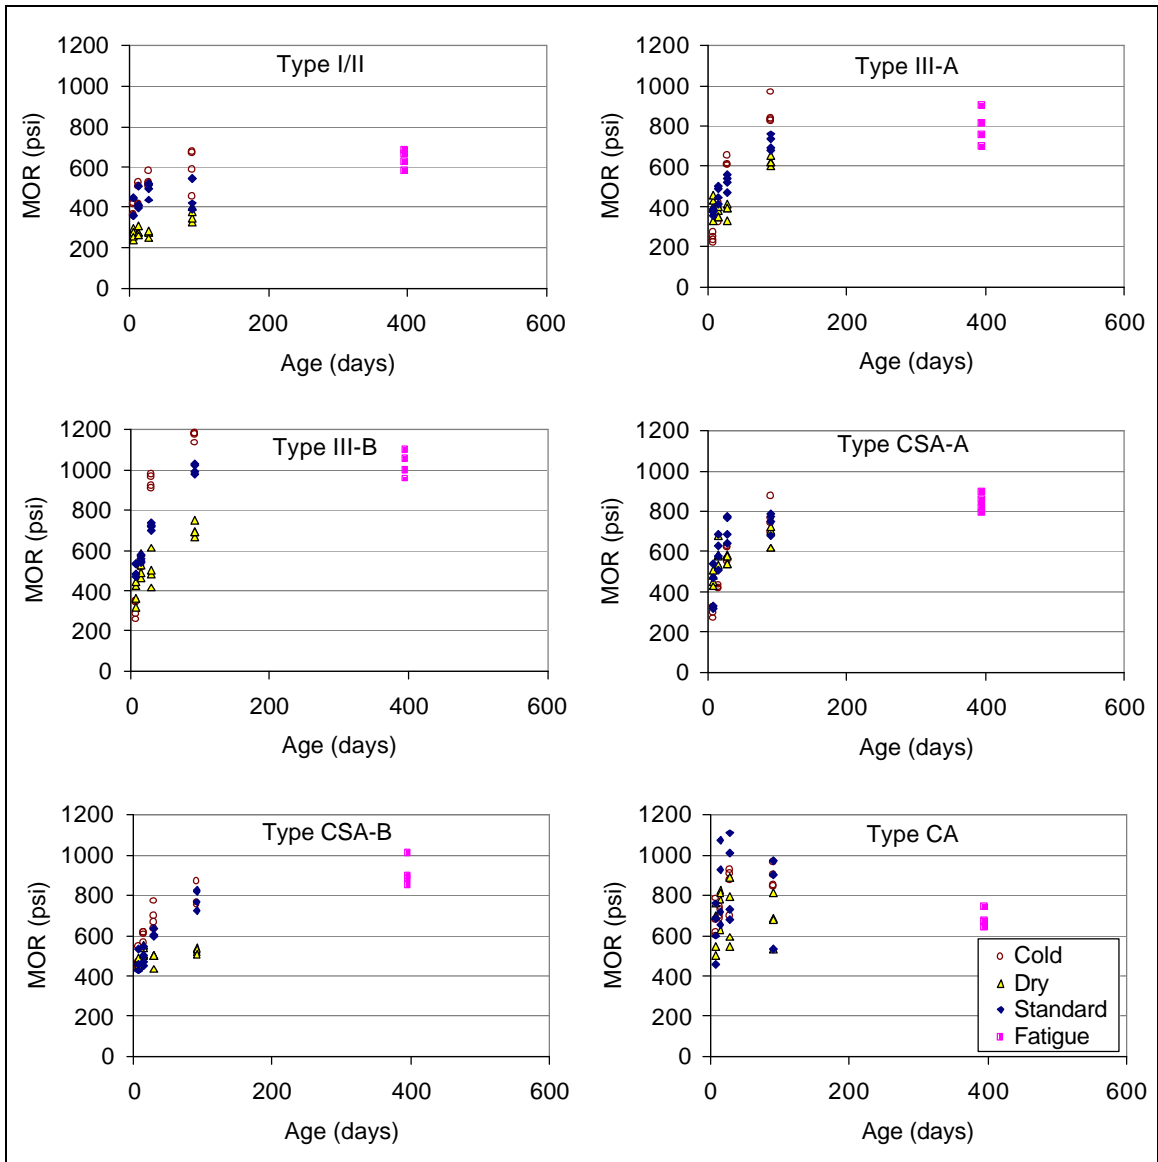 Type I/II
MOR (psi)
1200
1000
800
600
400
200
0
0 200 400 600
Age (days)
Type III-A
MOR (psi)
1200
1000
800
600
400
200
0
0 200 400 600
Age (days)
Type III-B
MOR (psi)
1200
1000
800
600
400
200
0
0 200 400 600
Age (days)
Type CSA-A
MOR (psi)
1200
1000
800
600
400
200
0
0 200 400 600
Age (days)
Type CSA-B
MOR (psi)
1200
1000
800
600
400
200
0
0 200 400 600
Age (days)
Type CA
MOR (psi)
1200
1000
800
600
400
200
0
0 200 400 600
Age (days)
Cold
Dry
Standard
Fatigue